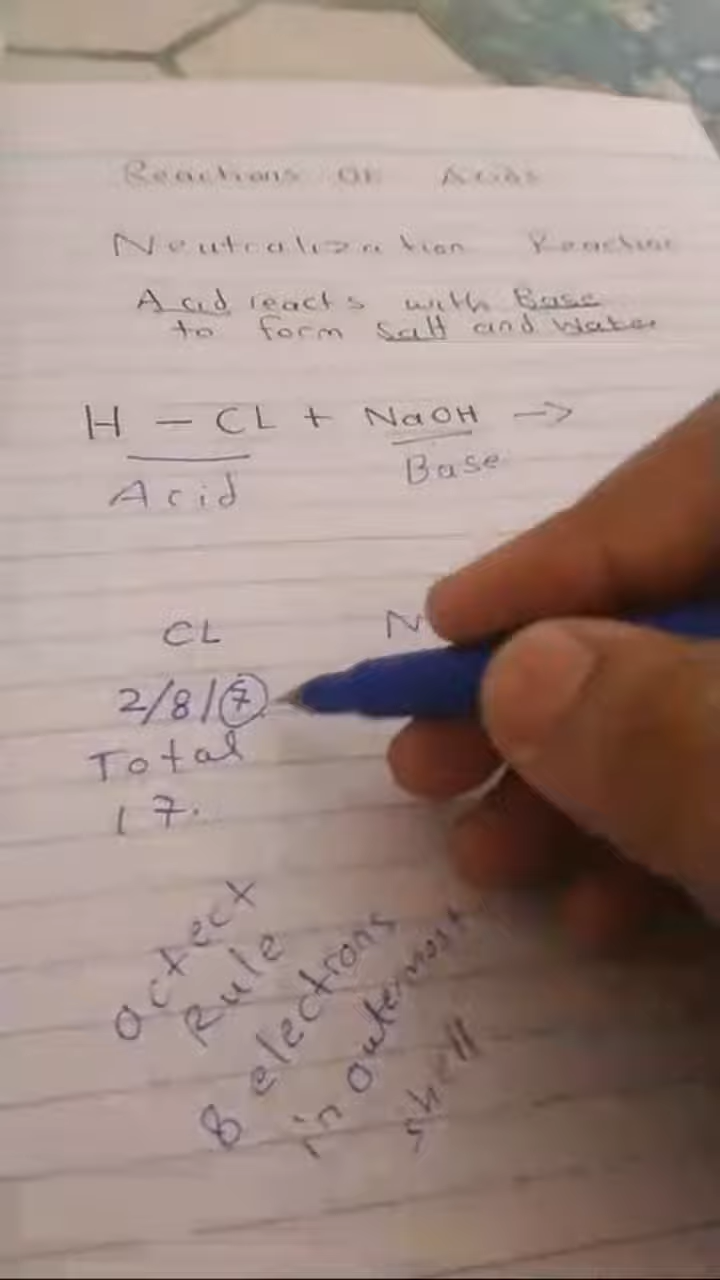 Reactions of Acids
Neutralization Reaction
Acid reacts with Base
to form Salt and Water
H - CL + NaOH ->
Acid
Base
CL
N
2/8/7
Total
17.
Octect
Rule
8 electrons
in Outermost
shell